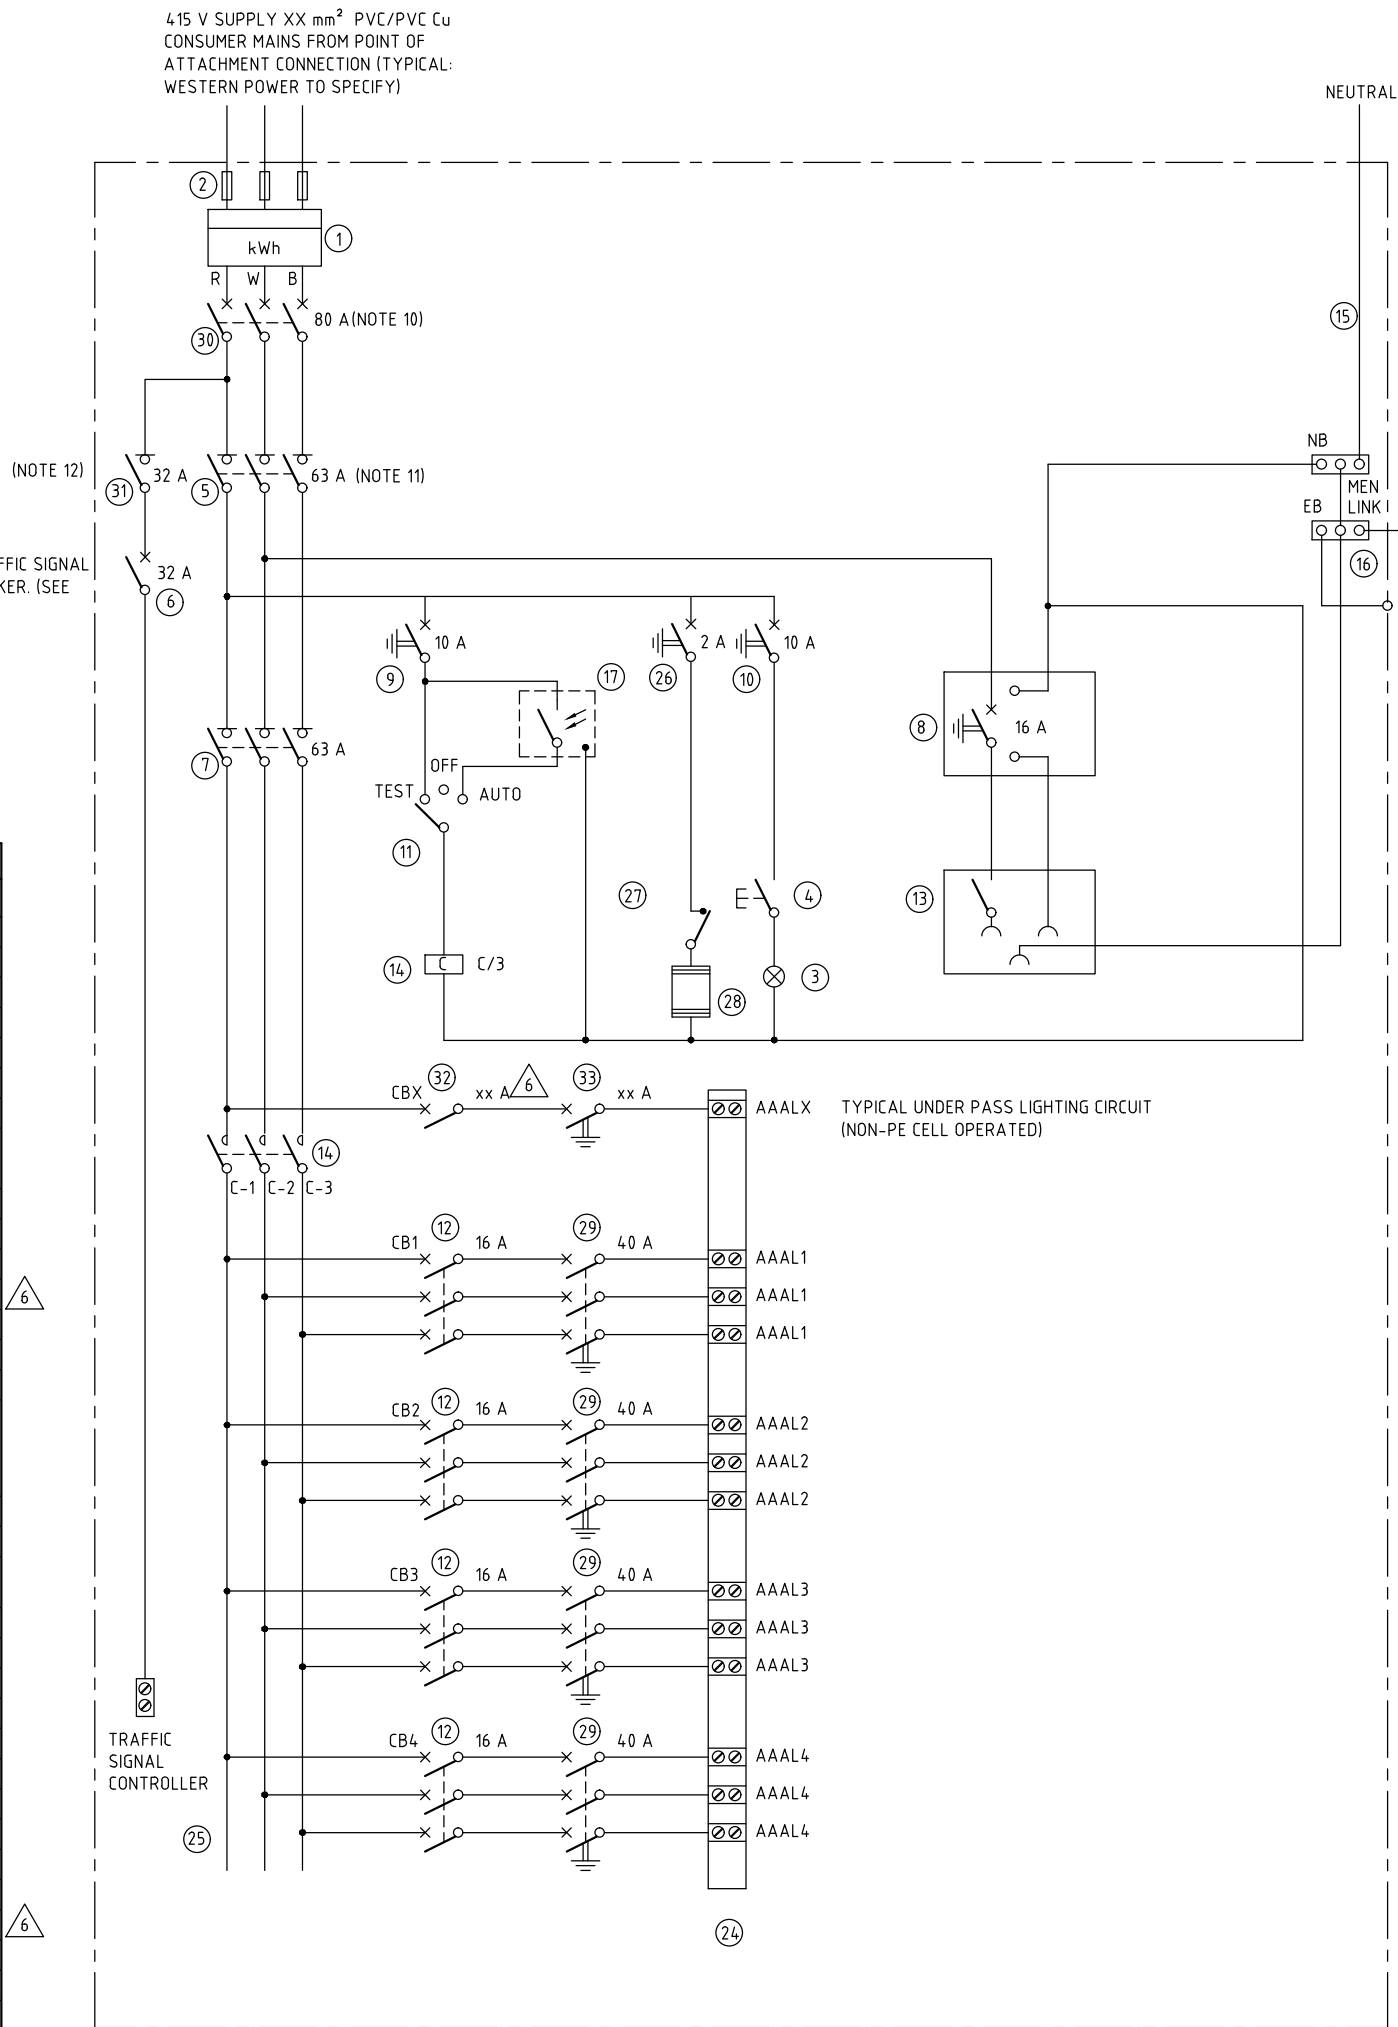 415 V SUPPLY XX mm² PVC/PVC Cu
CONSUMER MAINS FROM POINT OF
ATTACHMENT CONNECTION (TYPICAL:
WESTERN POWER TO SPECIFY)
NEUTRAL
2
1
kWh
R W B
80 A(NOTE 10)
30
15
NB
(NOTE 12)
31
32 A
5
63 A (NOTE 11)
MEN
LINK
EB
16
FFIC SIGNAL
KER. (SEE
32 A
6
10 A
9
17
2 A
26
10 A
10
8
16 A
7
63 A
OFF
TEST
AUTO
11
27
4
13
14
C
C/3
28
3
CBX
32
xx A
6
33
xx A
AAALX
TYPICAL UNDER PASS LIGHTING CIRCUIT
(NON-PE CELL OPERATED)
14
C-1 C-2 C-3
CB1
12
16 A
29
40 A
AAAL1
AAAL1
AAAL1
6
CB2
12
16 A
29
40 A
AAAL2
AAAL2
AAAL2
CB3
12
16 A
29
40 A
AAAL3
AAAL3
AAAL3
CB4
12
16 A
29
40 A
AAAL4
AAAL4
AAAL4
TRAFFIC
SIGNAL
CONTROLLER
25
6
24